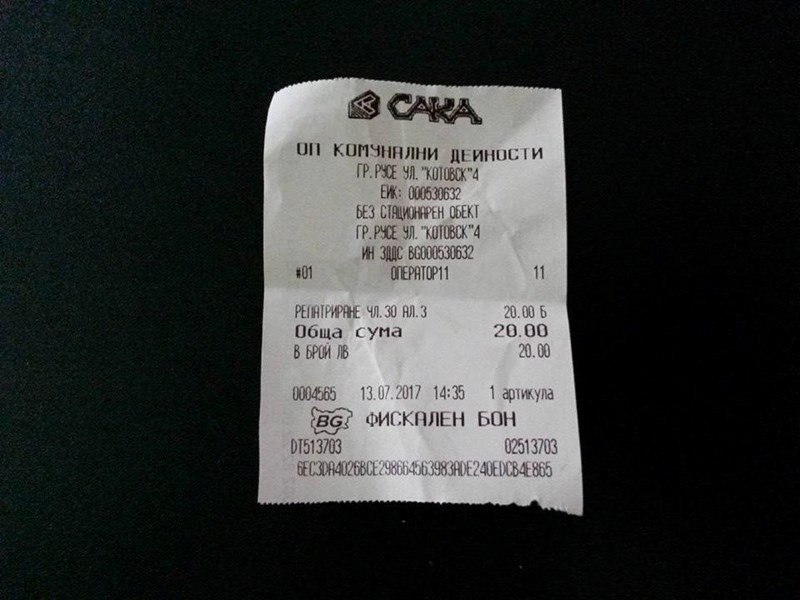 САКА
ОП КОМУНАЛНИ ДЕЙНОСТИ
ГР.РУСЕ УЛ."КОТОВСК"4
ЕИК: 000530632
БЕЗ СТАЦИОНАРЕН ОБЕКТ
ГР.РУСЕ УЛ."КОТОВСК"4
ИН ЗДДС BG000530632
#01 ОПЕРАТОР11 11
РЕПАТРИРАНЕ ЧЛ.30 АЛ.3 20.00 Б
Обща сума 20.00
В БРОЙ ЛВ 20.00
0004565 13.07.2017 14:35 1 артикула
BG ФИСКАЛЕН БОН
DT513703 02513703
6EC3DA4026BCE298664563983ADE240EDCB4E865